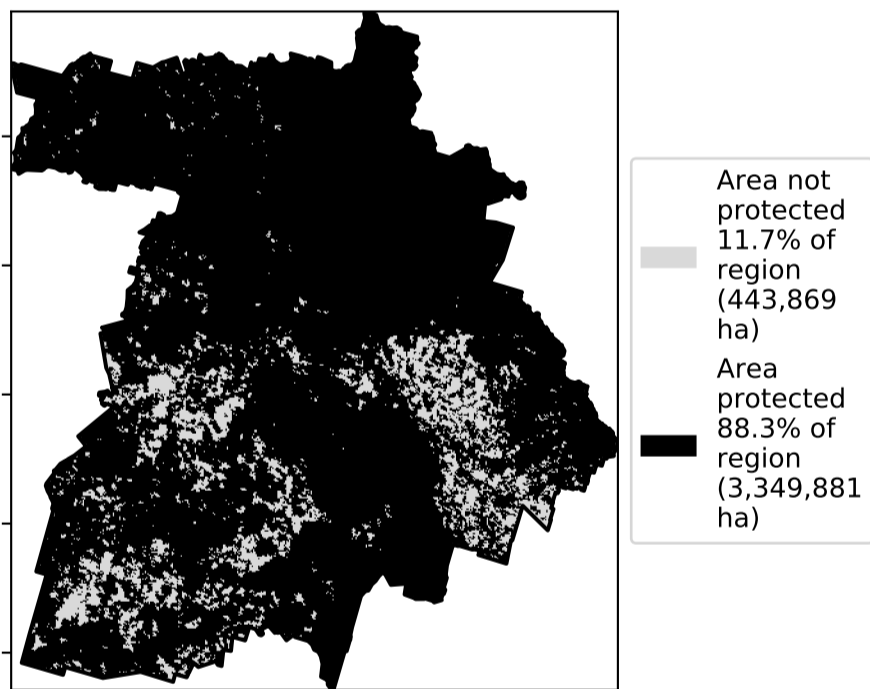 Area not
protected
11.7% of
region
(443,869
ha)
Area
protected
88.3% of
region
(3,349,881
ha)